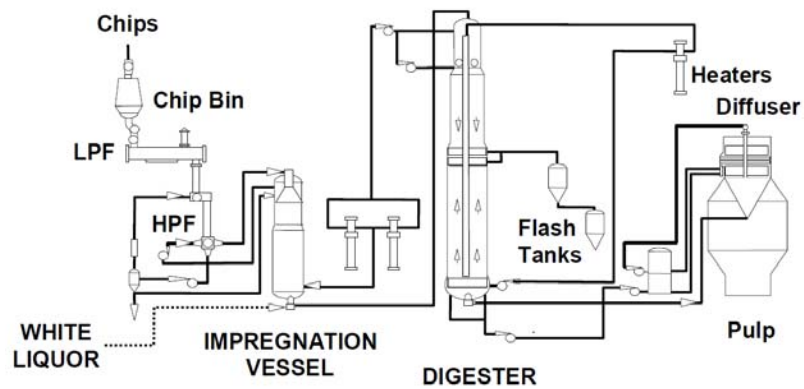 Chips
Chip Bin
LPF
HPF
WHITE
LIQUOR
IMPREGNATION
VESSEL
DIGESTER
Flash
Tanks
Heaters
Diffuser
Pulp